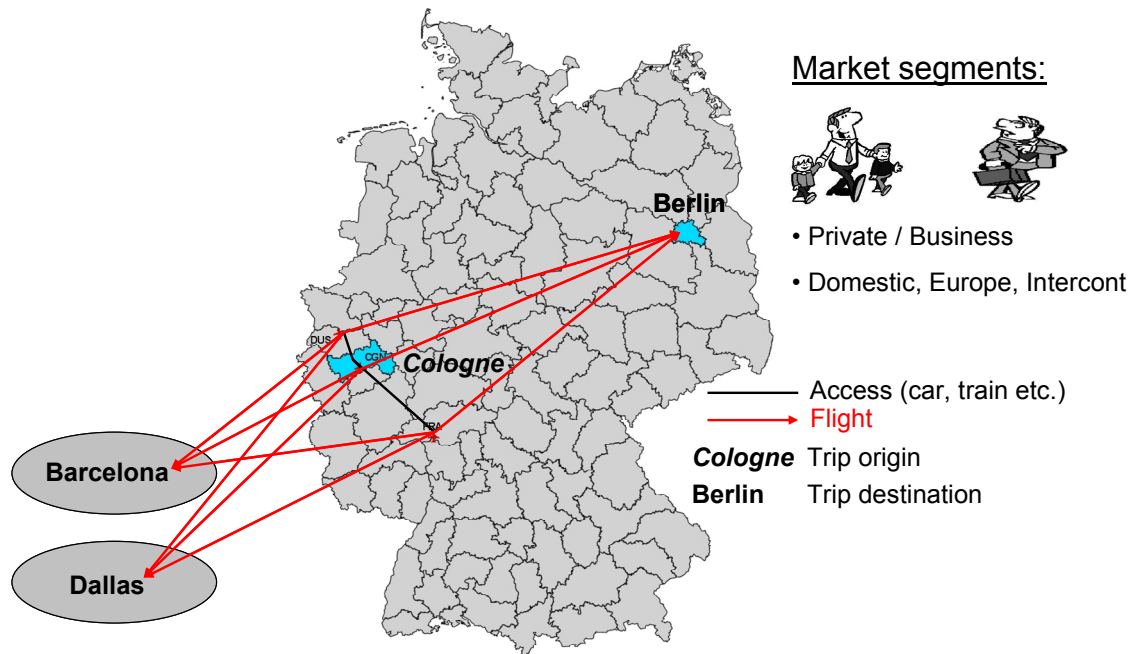 Market segments:
Berlin
• Private / Business
• Domestic, Europe, Intercont
DUS
CGN
Cologne
Access (car, train etc.)
Flight
FRA
Cologne Trip origin
Barcelona
Berlin Trip destination
Dallas